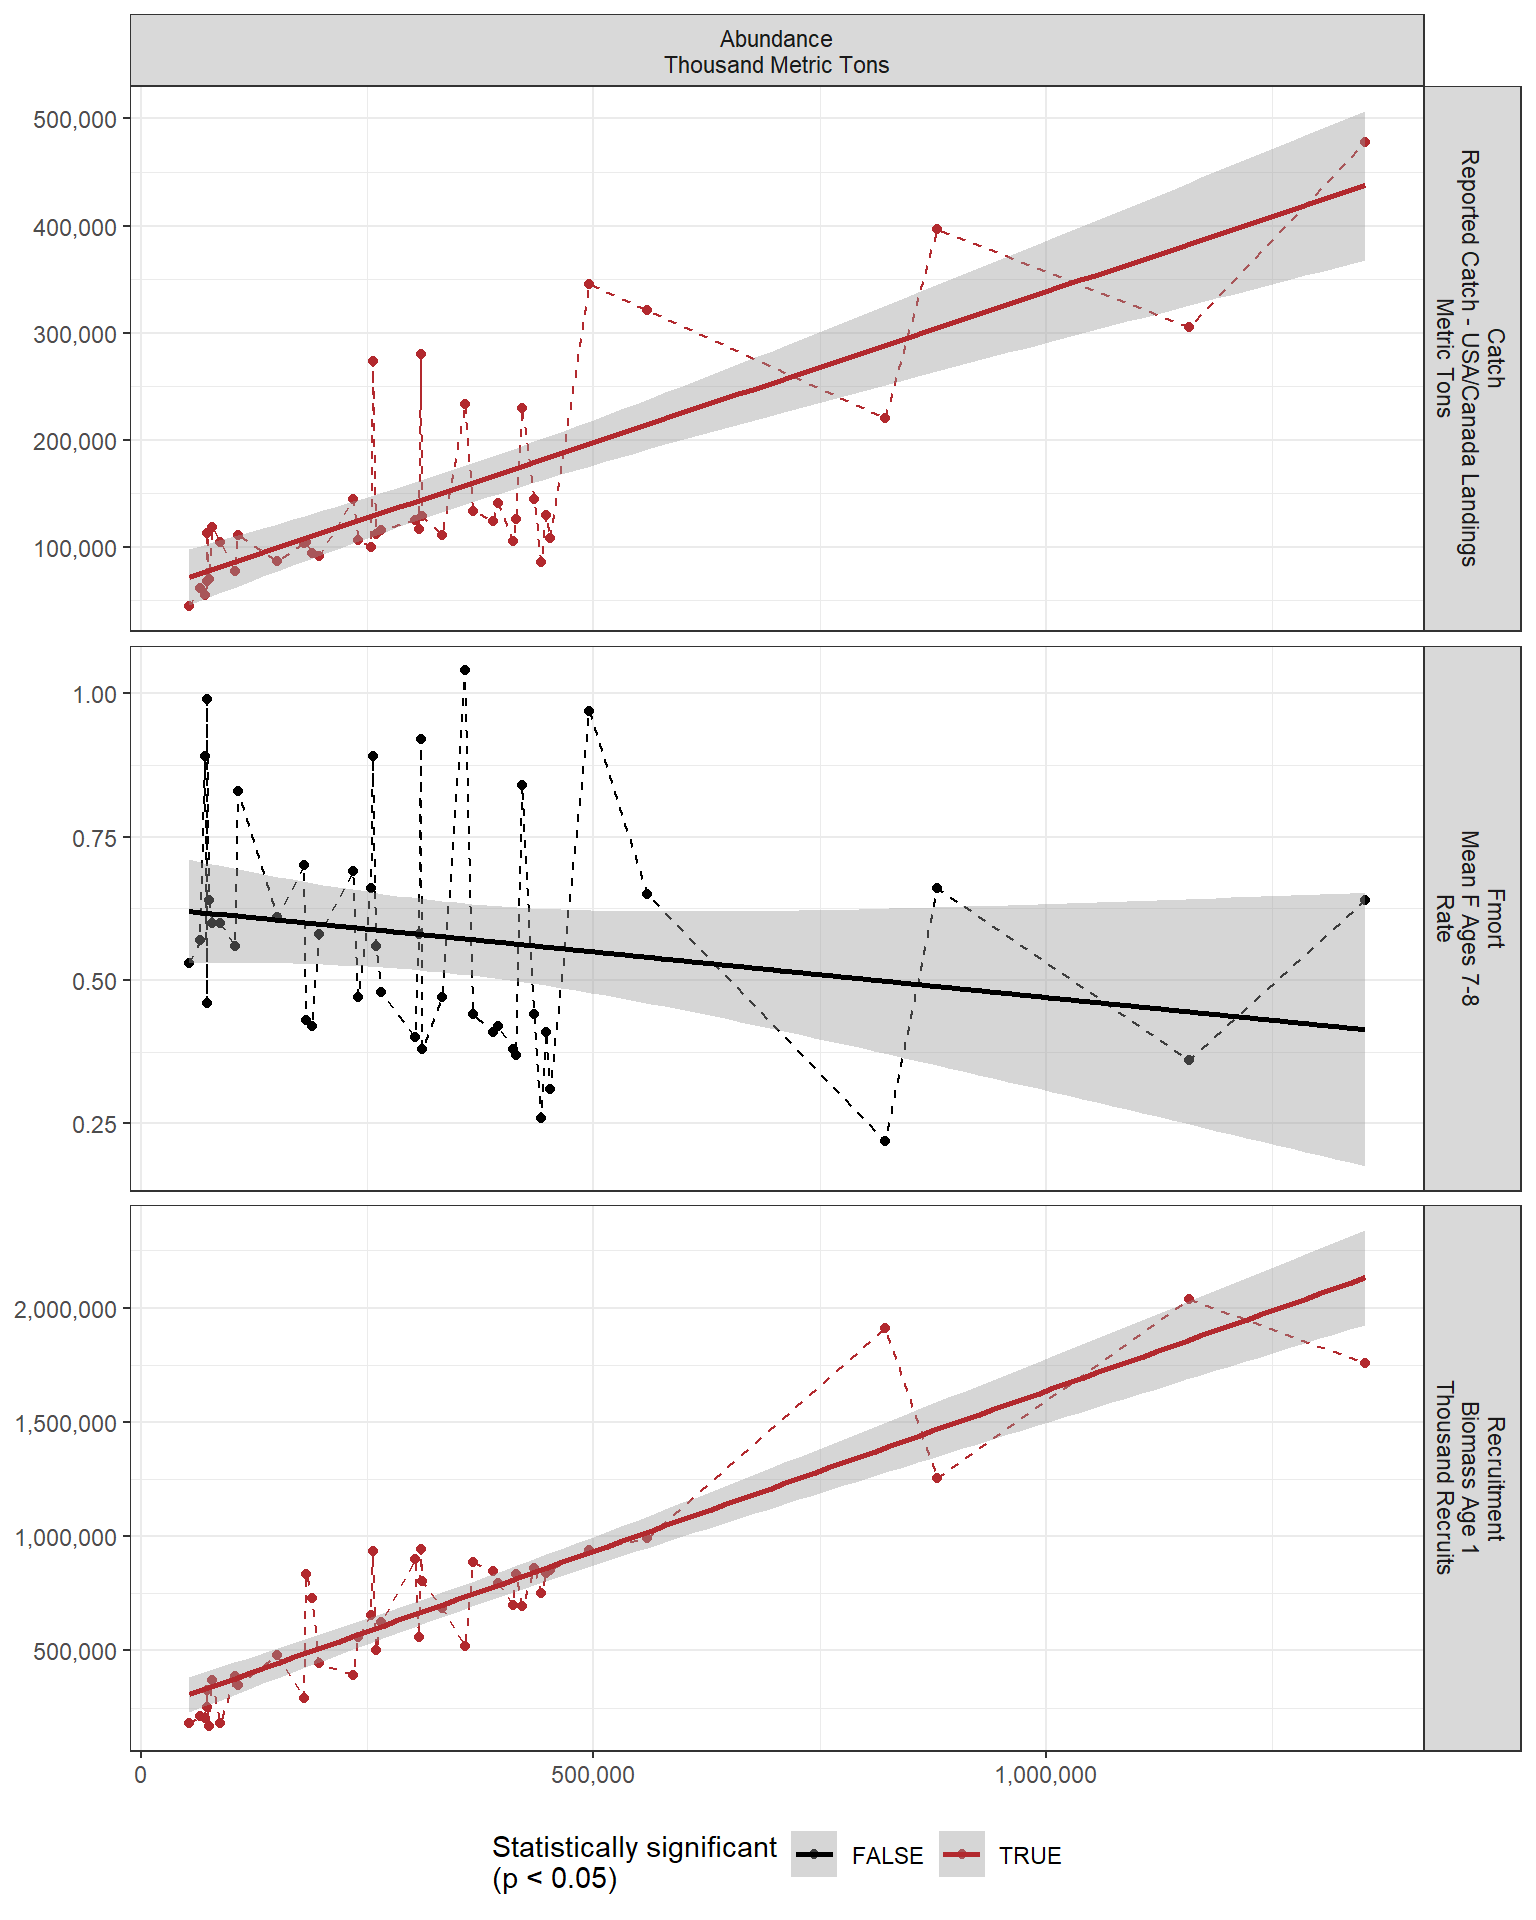 Abundance
Thousand Metric Tons
500,000
400,000
300,000
200,000
100,000
Catch
Reported Catch - USA/Canada Landings
Metric Tons
1.00
0.75
0.50
0.25
Fmort
Mean F Ages 7-8
Rate
2,000,000
1,500,000
1,000,000
500,000
Recruitment
Biomass Age 1
Thousand Recruits
0
500,000
1,000,000
Statistically significant
(p < 0.05)
FALSE
TRUE